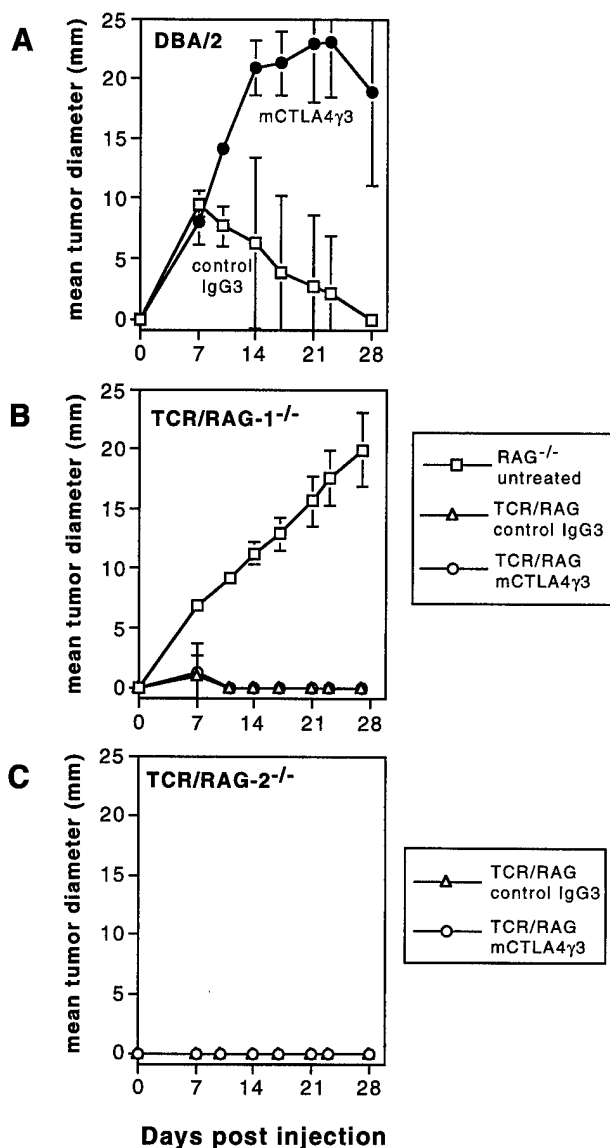 A
DBA/2
mean tumor diameter (mm)
25
20
15
10
5
0
mCTLA4γ3
control
IgG3
0 7 14 21 28
B
TCR/RAG-1-/-
mean tumor diameter (mm)
25
20
15
10
5
0
0 7 14 21 28
RAG-/-
untreated
TCR/RAG
control IgG3
TCR/RAG
mCTLA4γ3
C
TCR/RAG-2-/-
mean tumor diameter (mm)
25
20
15
10
5
0
0 7 14 21 28
TCR/RAG
control IgG3
TCR/RAG
mCTLA4γ3
Days post injection